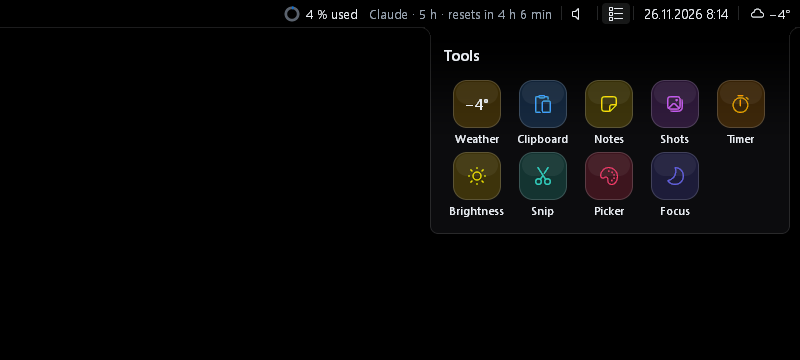 4 % used Claude · 5 h · resets in 4 h 6 min 26.11.2026 8:14 −4°
Tools
−4°
Weather Clipboard Notes Shots Timer
Brightness Snip Picker Focus